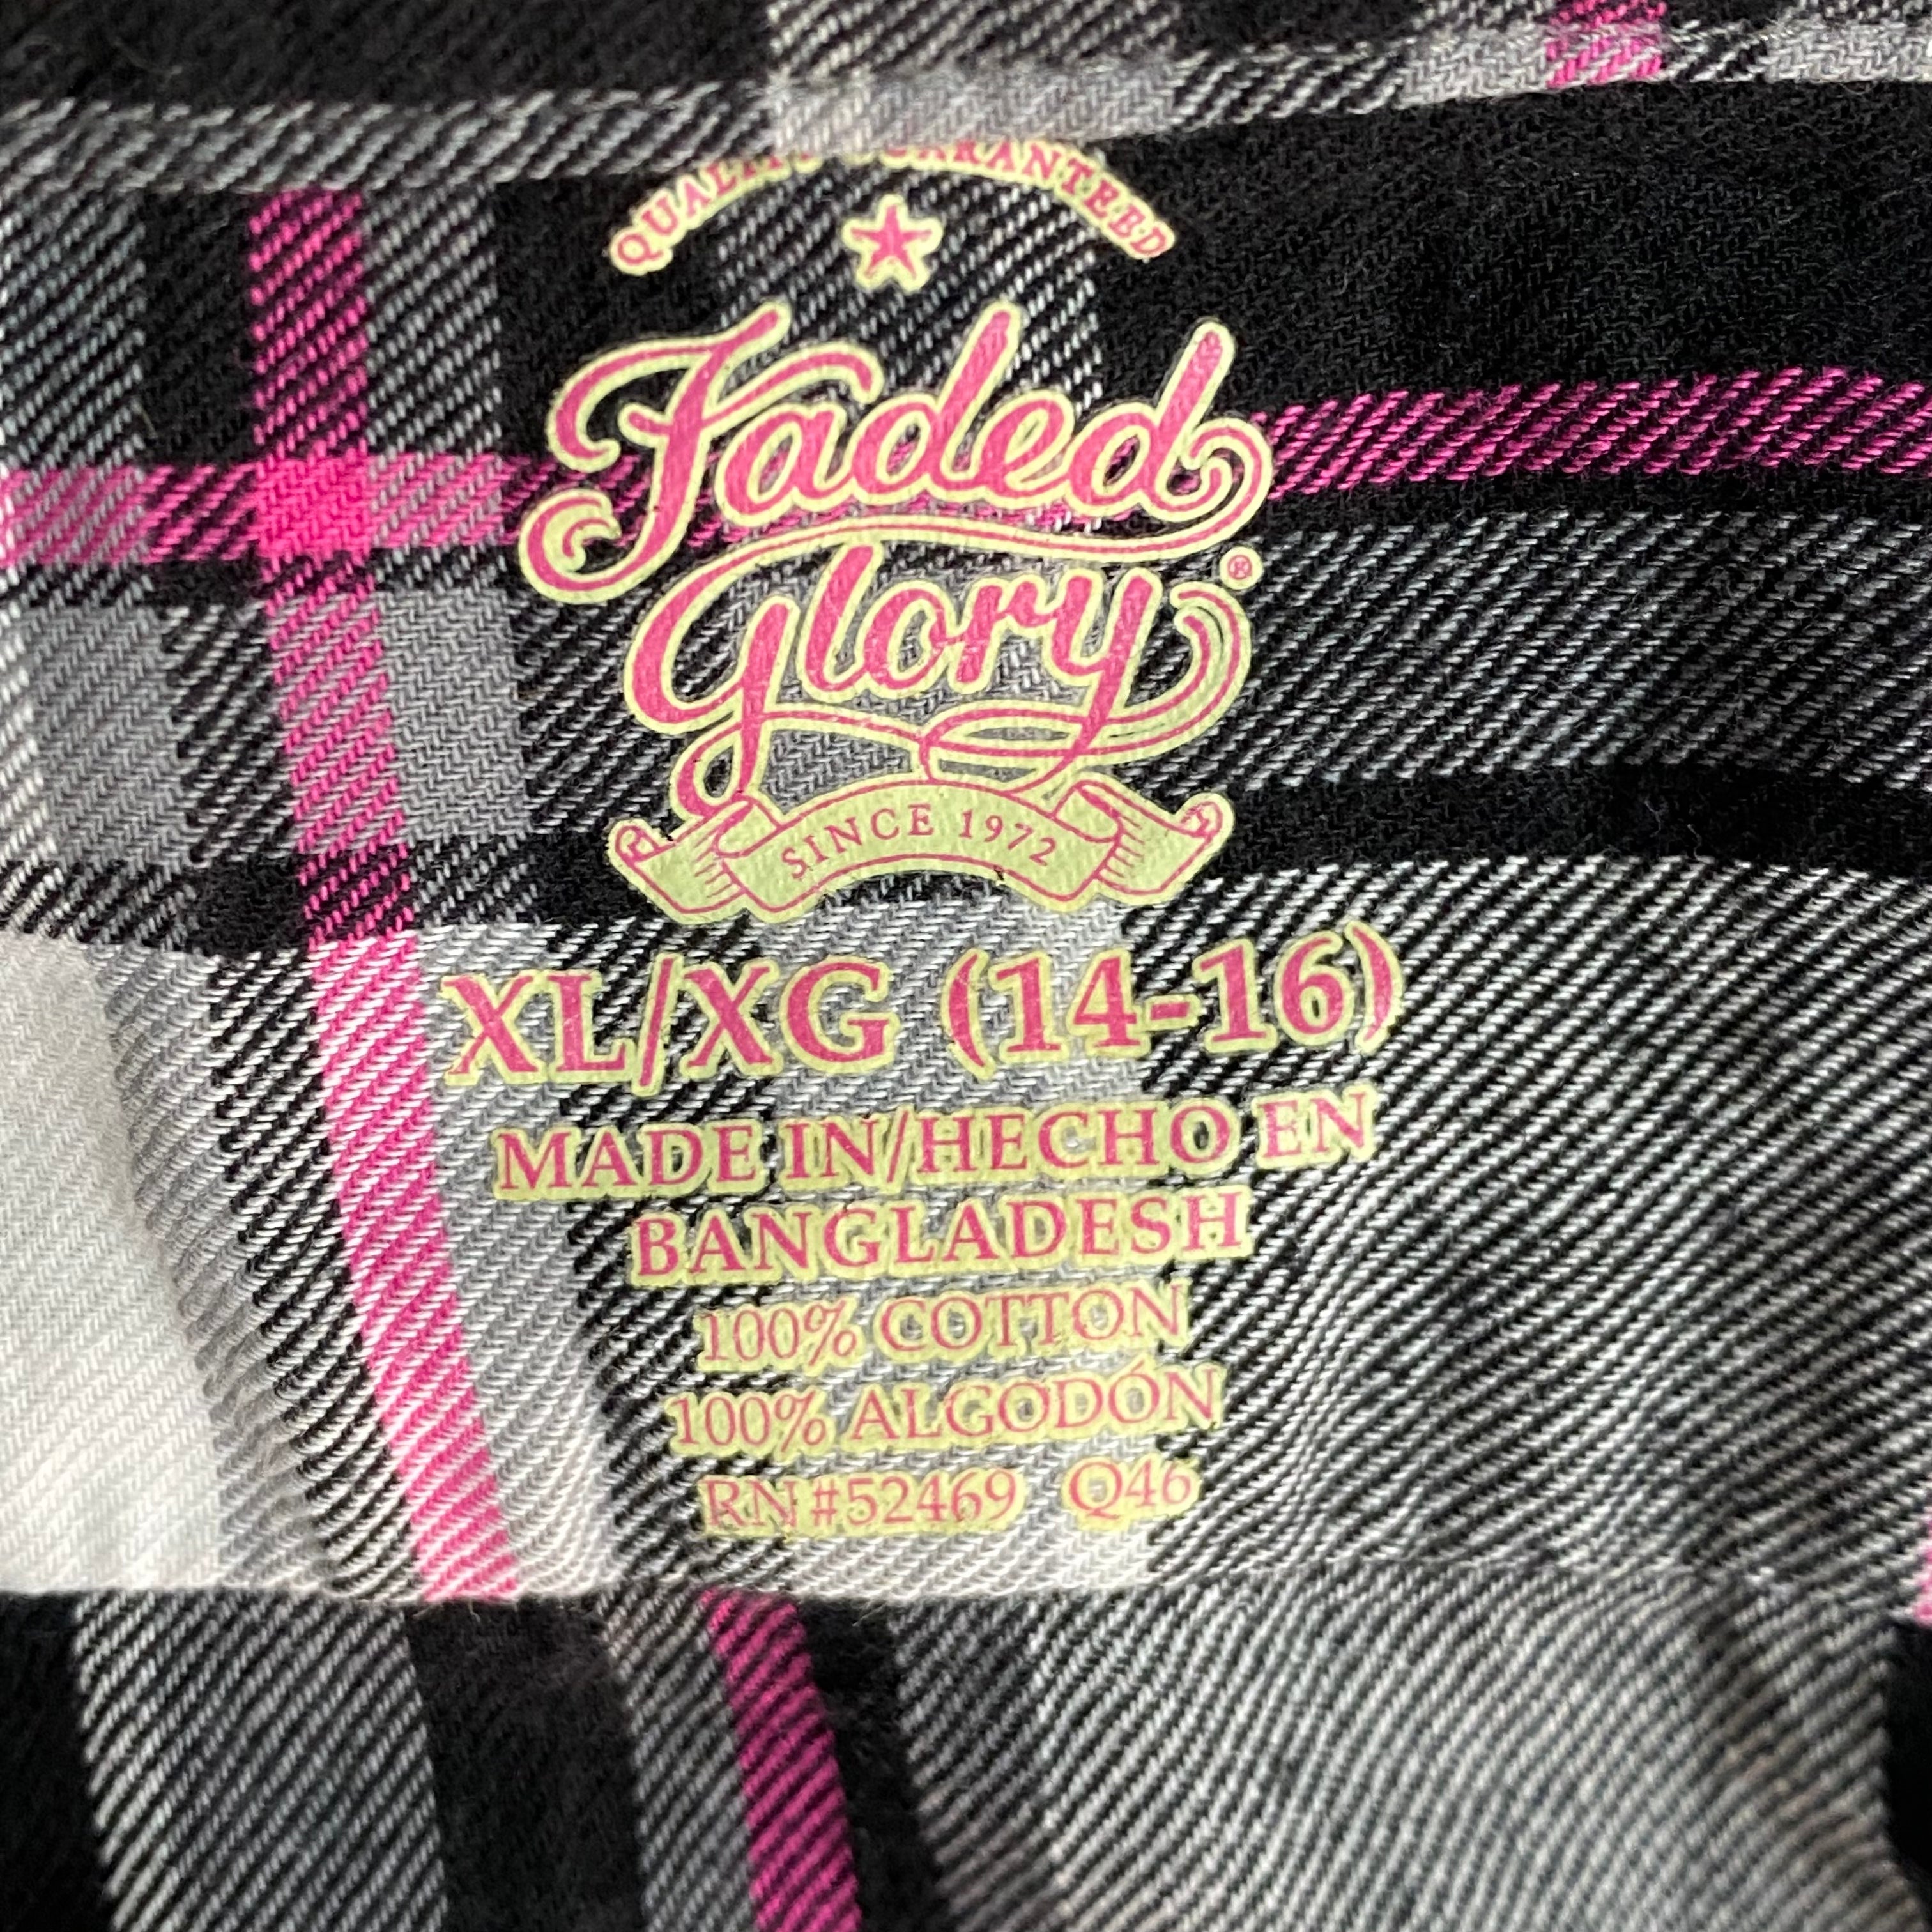 QUALITY GUARANTEED
Faded
Glory®
SINCE 1972
XL/XG (14-16)
MADE IN/HECHO EN
BANGLADESH
100% COTTON
100% ALGODÓN
RN#52469 Q46